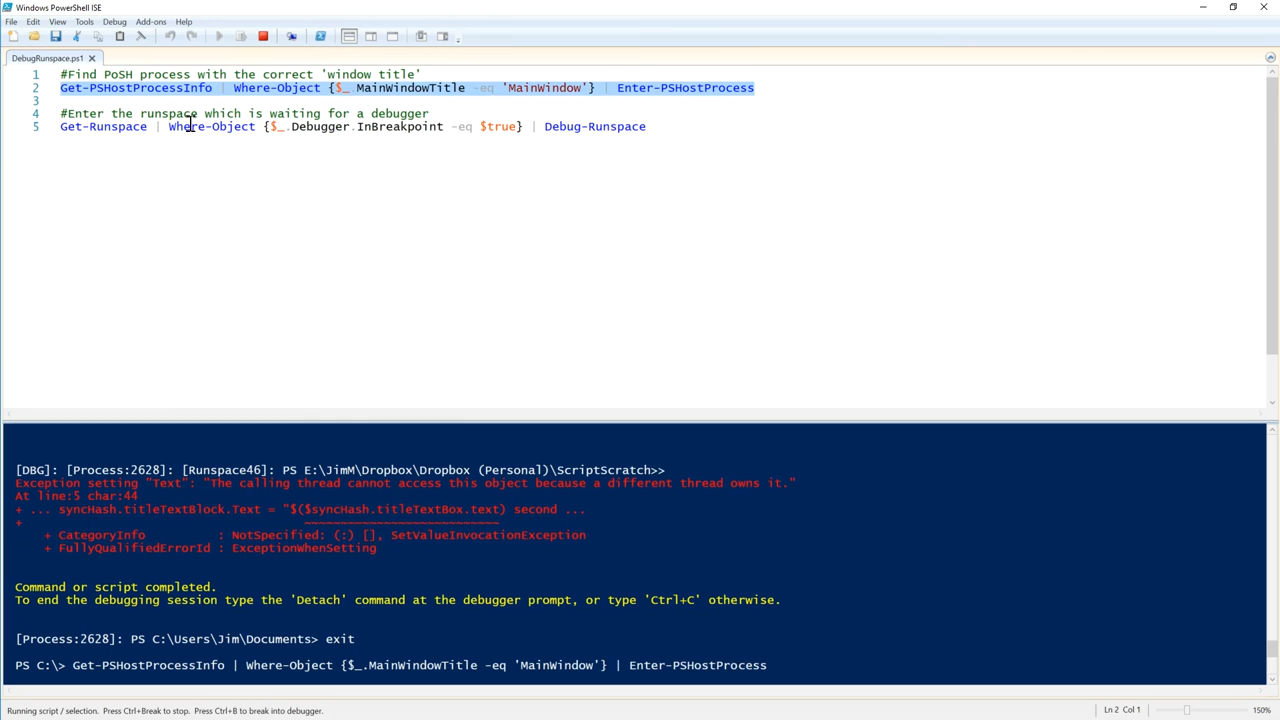 Windows PowerShell ISE
File Edit View Tools Debug Add-ons Help
DebugRunspace.ps1
1 #Find PoSH process with the correct 'window title'
2 Get-PSHostProcessInfo | Where-Object {$_.MainWindowTitle -eq 'MainWindow'} | Enter-PSHostProcess
3
4 #Enter the runspace which is waiting for a debugger
5 Get-Runspace | Where-Object {$_.Debugger.InBreakpoint -eq $true} | Debug-Runspace
[DBG]: [Process:2628]: [Runspace46]: PS E:\JimM\Dropbox\Dropbox (Personal)\ScriptScratch>>
Exception setting "Text": "The calling thread cannot access this object because a different thread owns it."
At line:5 char:44
+ ... syncHash.titleTextBlock.Text = "$($syncHash.titleTextBox.text) second ...
+ ~~~~~~~~~~~~~~~~~~~~~~~~~~~
+ CategoryInfo : NotSpecified: (:) [], SetValueInvocationException
+ FullyQualifiedErrorId : ExceptionWhenSetting
Command or script completed.
To end the debugging session type the 'Detach' command at the debugger prompt, or type 'Ctrl+C' otherwise.
[Process:2628]: PS C:\Users\Jim\Documents> exit
PS C:\> Get-PSHostProcessInfo | Where-Object {$_.MainWindowTitle -eq 'MainWindow'} | Enter-PSHostProcess
Running script / selection. Press Ctrl+Break to stop. Press Ctrl+B to break into debugger.
Ln 2 Col 1
150%